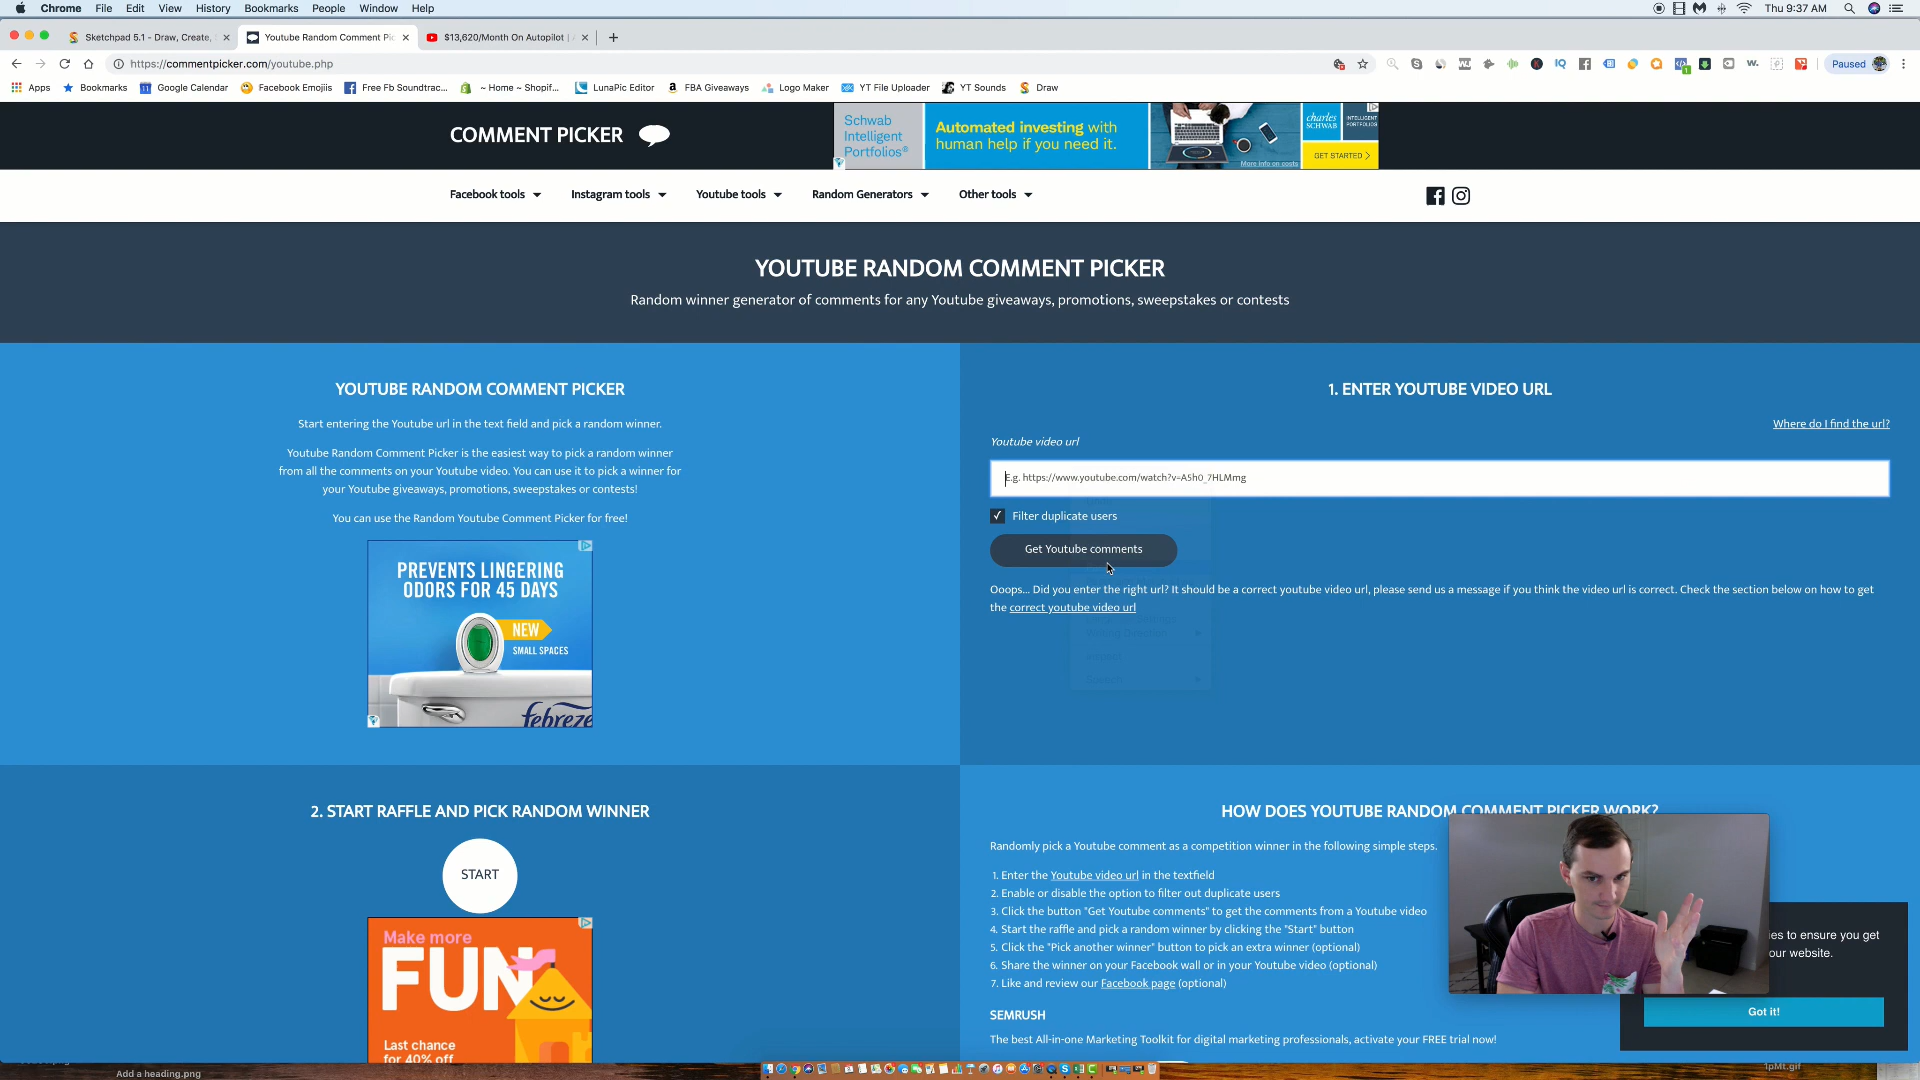 Chrome File Edit View History Bookmarks People Window Help Thu 9:37 AM
Sketchpad 5.1 - Draw, Create, Youtube Random Comment Pi $13,620/Month On Autopilot |
https://commentpicker.com/youtube.php Paused
Apps Bookmarks Google Calendar Facebook Emojiis Free Fb Soundtrac... ~ Home ~ Shopif... LunaPic Editor FBA Giveaways Logo Maker YT File Uploader YT Sounds Draw
COMMENT PICKER
Schwab
Intelligent
Portfolios®
Automated investing with
human help if you need it.
More info on costs
charles
SCHWAB
INTELLIGENT
PORTFOLIOS
GET STARTED >
Facebook tools Instagram tools Youtube tools Random Generators Other tools
YOUTUBE RANDOM COMMENT PICKER
Random winner generator of comments for any Youtube giveaways, promotions, sweepstakes or contests
YOUTUBE RANDOM COMMENT PICKER
Start entering the Youtube url in the text field and pick a random winner.
Youtube Random Comment Picker is the easiest way to pick a random winner
from all the comments on your Youtube video. You can use it to pick a winner for
your Youtube giveaways, promotions, sweepstakes or contests!
You can use the Random Youtube Comment Picker for free!
PREVENTS LINGERING
ODORS FOR 45 DAYS
NEW
SMALL SPACES
febreze
1. ENTER YOUTUBE VIDEO URL
Where do I find the url?
Youtube video url
E.g. https://www.youtube.com/watch?v=A5h0_7HLMmg
Filter duplicate users
Get Youtube comments
Ooops... Did you enter the right url? It should be a correct youtube video url, please send us a message if you think the video url is correct. Check the section below on how to get
the correct youtube video url
Writing Direction
2. START RAFFLE AND PICK RANDOM WINNER
START
Make more
FUN
Last chance
for 40% off
HOW DOES YOUTUBE RANDOM COMMENT PICKER WORK?
Randomly pick a Youtube comment as a competition winner in the following simple steps.
1. Enter the Youtube video url in the textfield
2. Enable or disable the option to filter out duplicate users
3. Click the button "Get Youtube comments" to get the comments from a Youtube video
4. Start the raffle and pick a random winner by clicking the "Start" button
5. Click the "Pick another winner" button to pick an extra winner (optional)
6. Share the winner on your Facebook wall or in your Youtube video (optional)
7. Like and review our Facebook page (optional)
SEMRUSH
The best All-in-one Marketing Toolkit for digital marketing professionals, activate your FREE trial now!
ies to ensure you get
our website.
Got it!
Add a heading.png
1pMt.gif